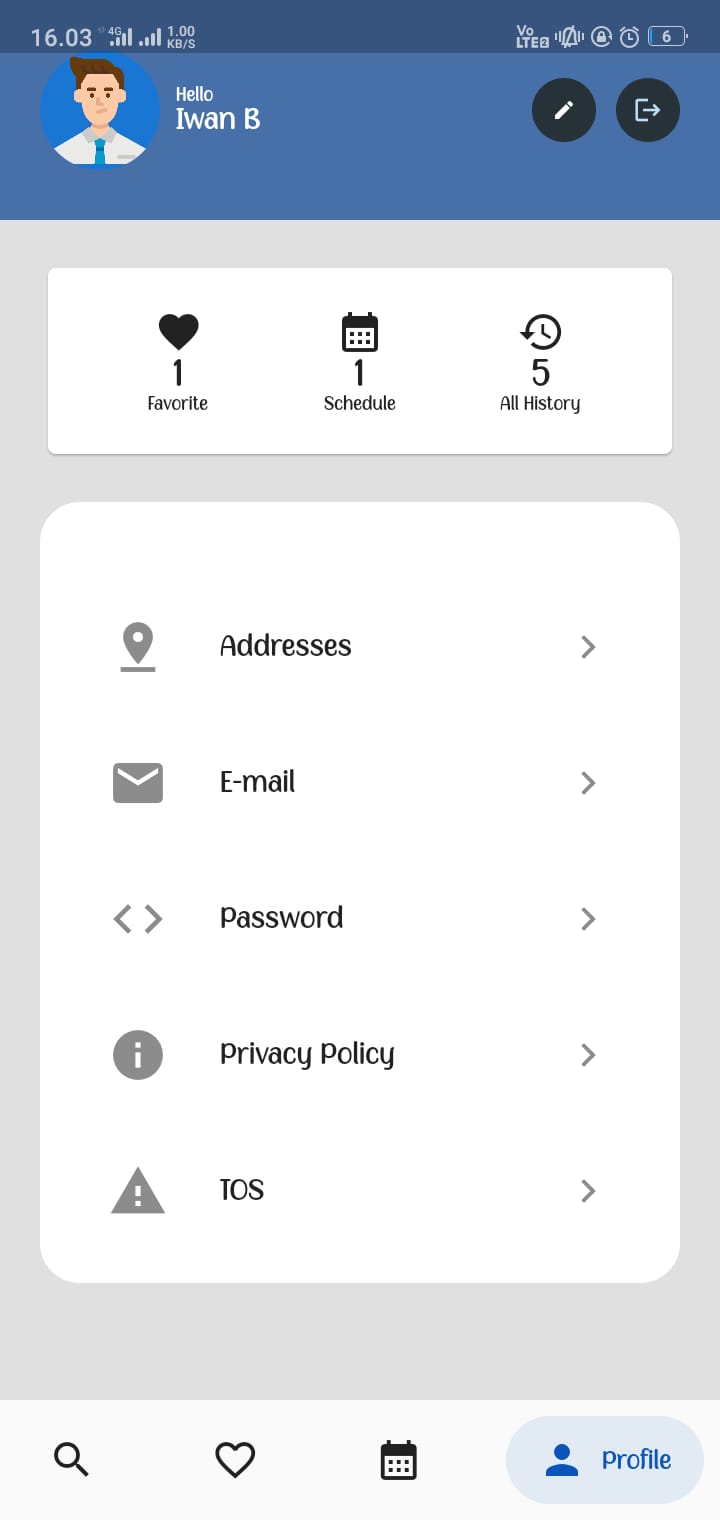 16.03 4G 1.00 KB/S Vo LTE2 6
Hello
Iwan B
1 1 5
Favorite Schedule All History
Addresses
E-mail
Password
Privacy Policy
TOS
Profile